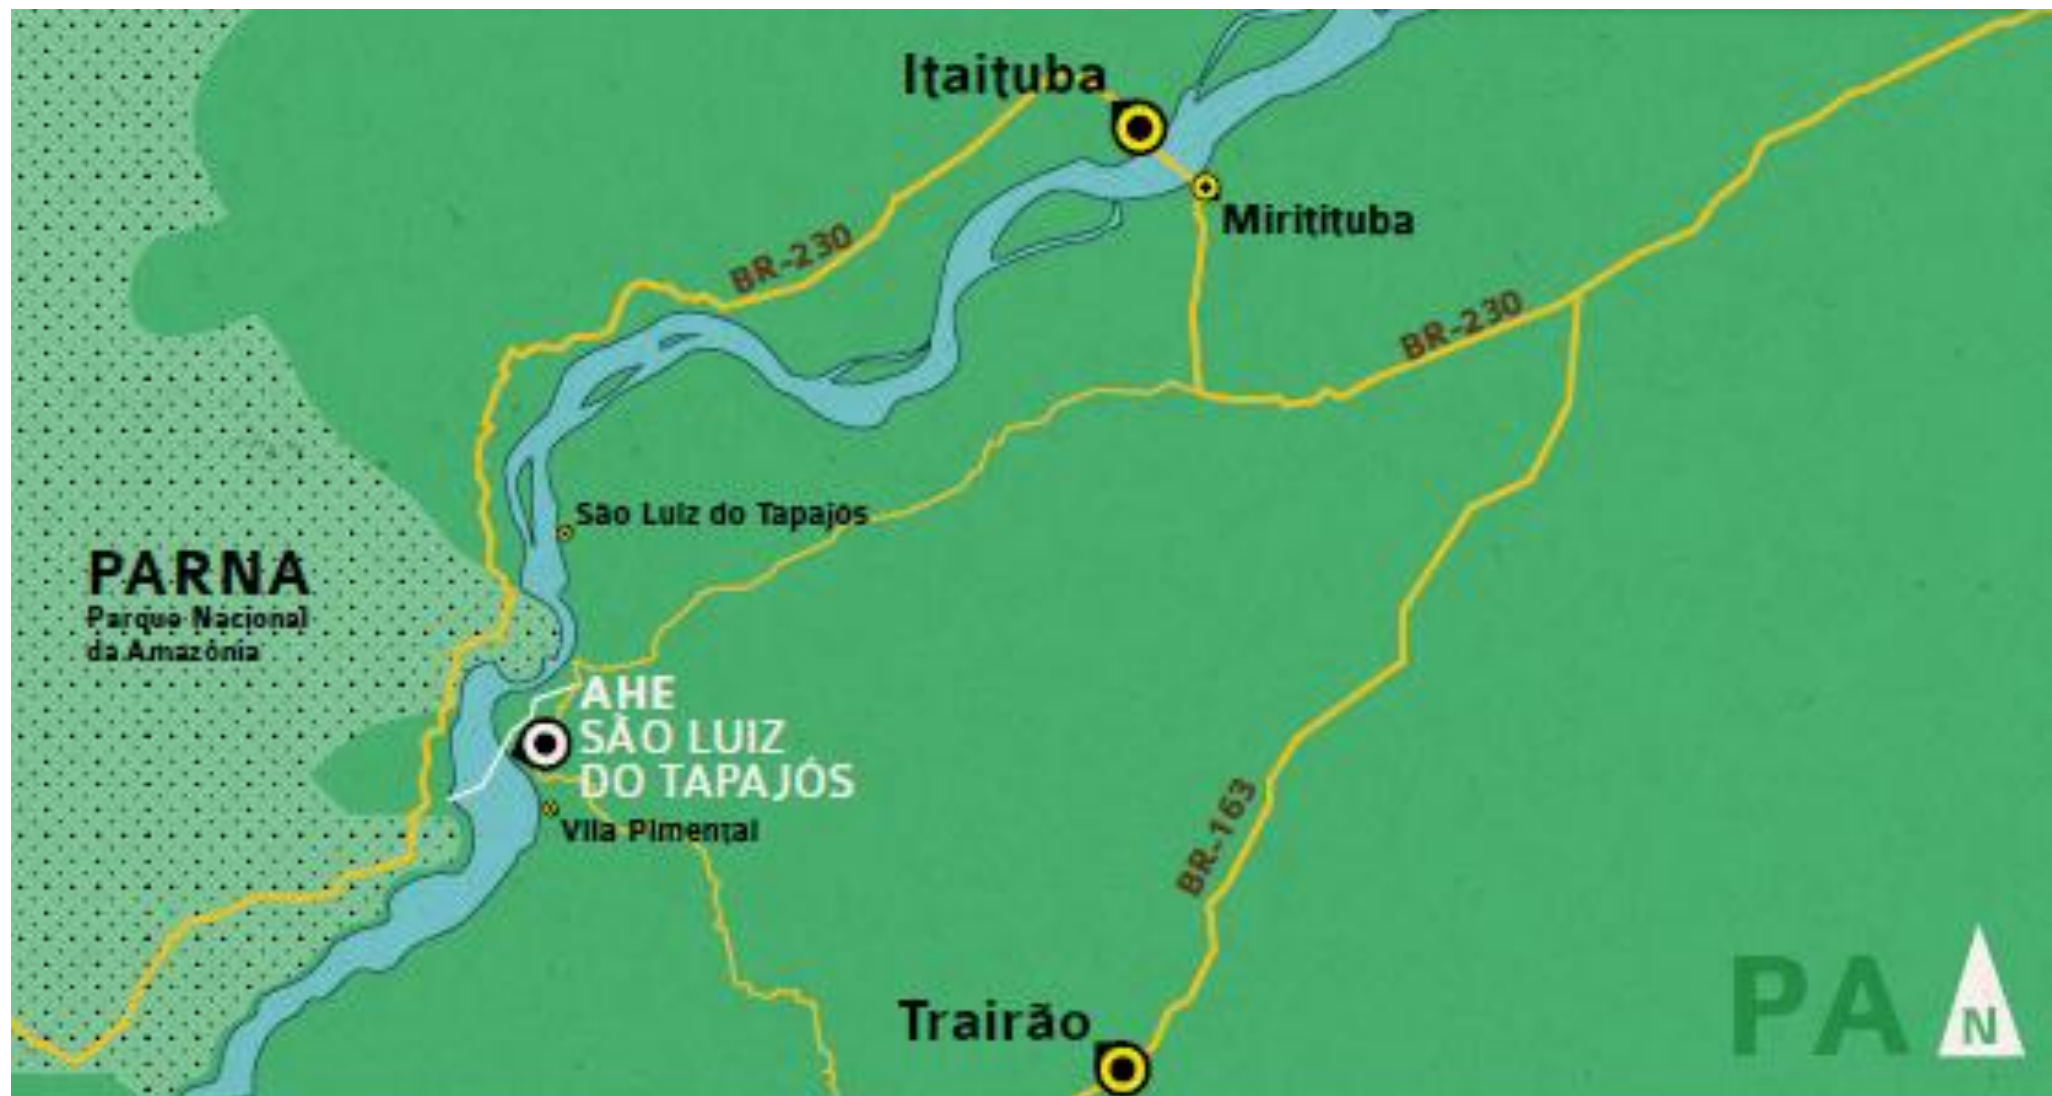 Itaituba
Miritituba
BR-230
BR-230
São Luiz do Tapajós
PARNA
Parque Nacional
da Amazônia
AHE
SÃO LUIZ
DO TAPAJÓS
Vila Pimental
BR-163
Trairão
PA
N